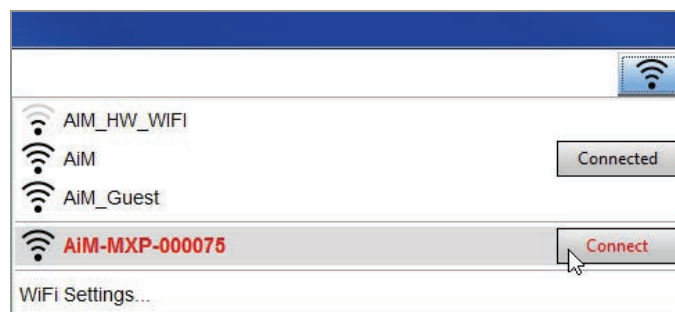 AIM_HW_WIFI
AiM Connected
AiM_Guest
AiM-MXP-000075 Connect
WiFi Settings...